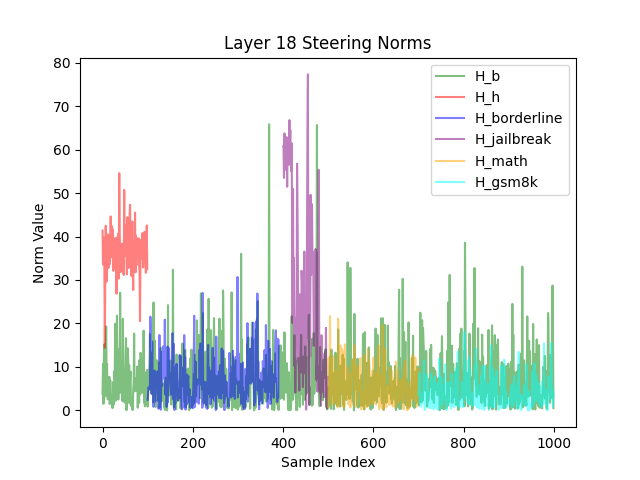 Layer 18 Steering Norms
80
70
60
50
40
30
20
10
0
Norm Value
0 200 400 600 800 1000
Sample Index
H_b
H_h
H_borderline
H_jailbreak
H_math
H_gsm8k